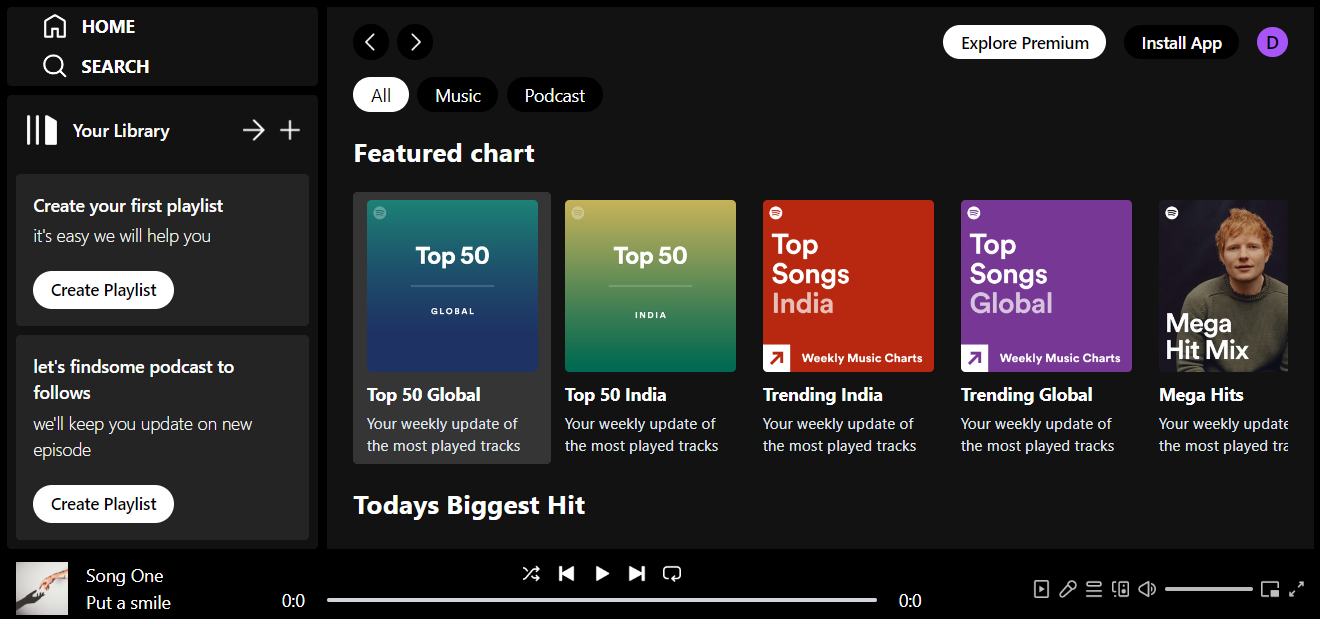 HOME
SEARCH
Your Library
Create your first playlist
it's easy we will help you
Create Playlist
let's findsome podcast to
follows
we'll keep you update on new
episode
Create Playlist
Explore Premium
Install App
D
All
Music
Podcast
Featured chart
Top 50
GLOBAL
Top 50 Global
Your weekly update of
the most played tracks
Top 50
INDIA
Top 50 India
Your weekly update of
the most played tracks
Top
Songs
India
Weekly Music Charts
Trending India
Your weekly update of
the most played tracks
Top
Songs
Global
Weekly Music Charts
Trending Global
Your weekly update of
the most played tracks
Mega
Hit Mix
Mega Hits
Your weekly update
the most played tra
Todays Biggest Hit
Song One
Put a smile
0:0
0:0